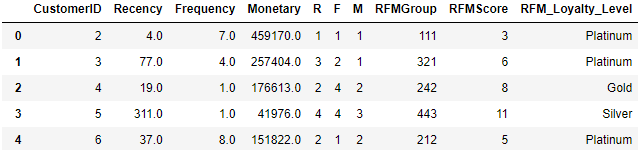 CustomerID Recency Frequency Monetary R F M RFMGroup RFMScore RFM_Loyalty_Level
0 2 4.0 7.0 459170.0 1 1 1 111 3 Platinum
1 3 77.0 4.0 257404.0 3 2 1 321 6 Platinum
2 4 19.0 1.0 176613.0 2 4 2 242 8 Gold
3 5 311.0 1.0 41976.0 4 4 3 443 11 Silver
4 6 37.0 8.0 151822.0 2 1 2 212 5 Platinum